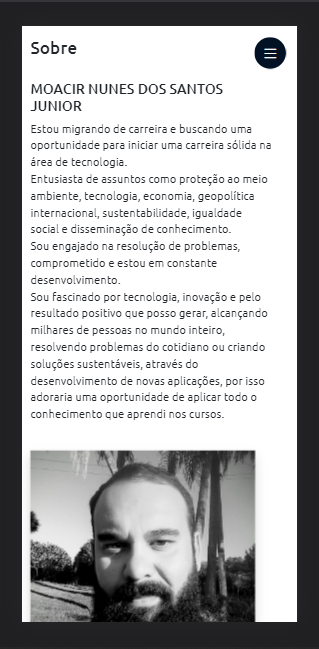 Sobre
MOACIR NUNES DOS SANTOS
JUNIOR
Estou migrando de carreira e buscando uma
oportunidade para iniciar uma carreira sólida na
área de tecnologia.
Entusiasta de assuntos como proteção ao meio
ambiente, tecnologia, economia, geopolítica
internacional, sustentabilidade, igualdade
social e disseminação de conhecimento.
Sou engajado na resolução de problemas,
comprometido e estou em constante
desenvolvimento.
Sou fascinado por tecnologia, inovação e pelo
resultado positivo que posso gerar, alcançando
milhares de pessoas no mundo inteiro,
resolvendo problemas do cotidiano ou criando
soluções sustentáveis, através do
desenvolvimento de novas aplicações, por isso
adoraria uma oportunidade de aplicar todo o
conhecimento que aprendi nos cursos.